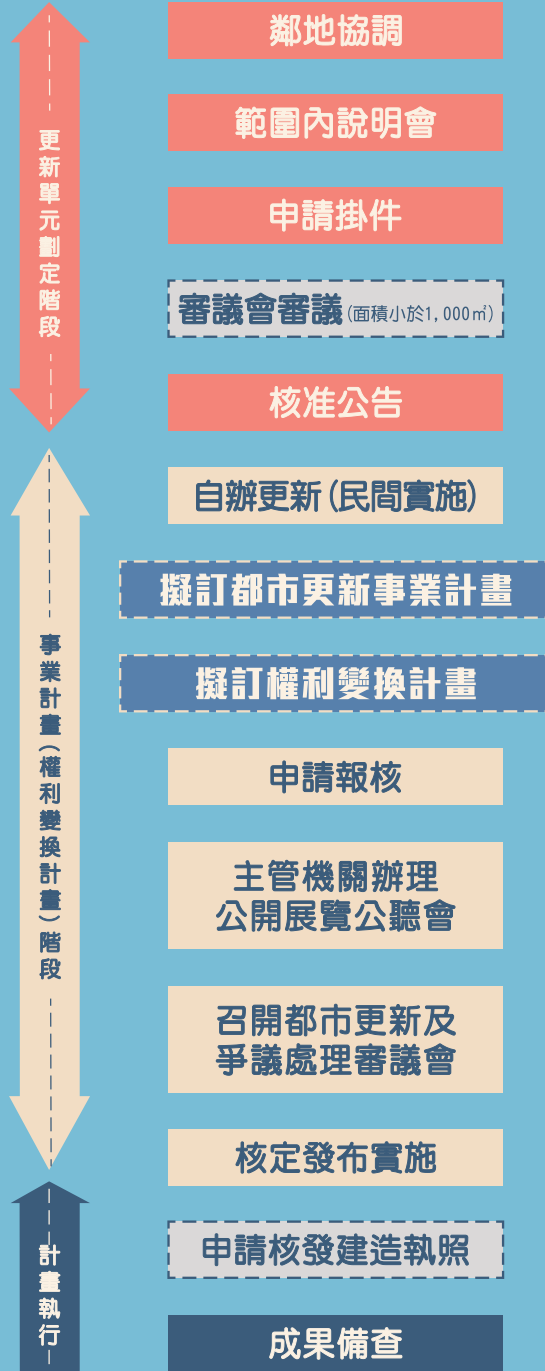 更新單元劃定階段
鄰地協調
範圍內說明會
申請掛件
審議會審議(面積小於1,000㎡)
核准公告
事業計畫(權利變換計畫)階段
自辦更新(民間實施)
擬訂都市更新事業計畫
擬訂權利變換計畫
申請報核
主管機關辦理
公開展覽公聽會
召開都市更新及
爭議處理審議會
核定發布實施
計畫執行
申請核發建造執照
成果備查